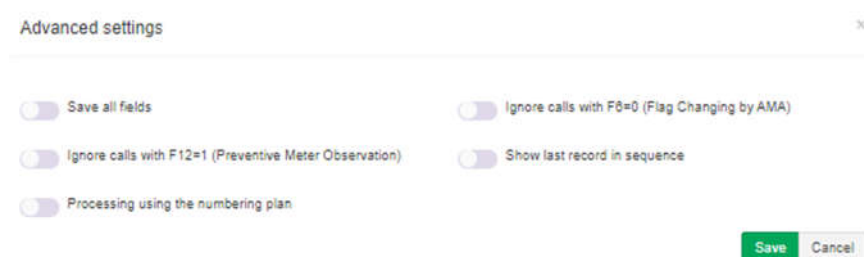 Advanced settings
×
Save all fields
Ignore calls with F6=0 (Flag Changing by AMA)
Ignore calls with F12=1 (Preventive Meter Observation)
Show last record in sequence
Processing using the numbering plan
Save
Cancel